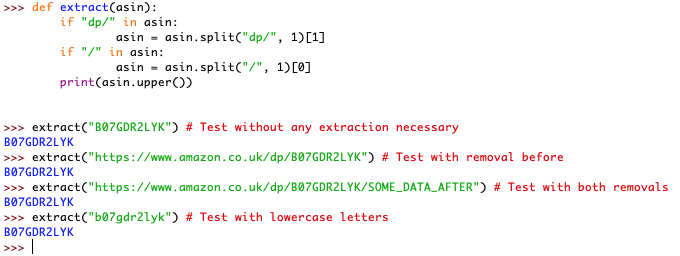 >>> def extract(asin):
        if "dp/" in asin:
                asin = asin.split("dp/", 1)[1]
        if "/" in asin:
                asin = asin.split("/", 1)[0]
        print(asin.upper())
>>> extract("B07GDR2LYK") # Test without any extraction necessary
B07GDR2LYK
>>> extract("https://www.amazon.co.uk/dp/B07GDR2LYK") # Test with removal before
B07GDR2LYK
>>> extract("https://www.amazon.co.uk/dp/B07GDR2LYK/SOME_DATA_AFTER") # Test with both removals
B07GDR2LYK
>>> extract("b07gdr2lyk") # Test with lowercase letters
B07GDR2LYK
>>>